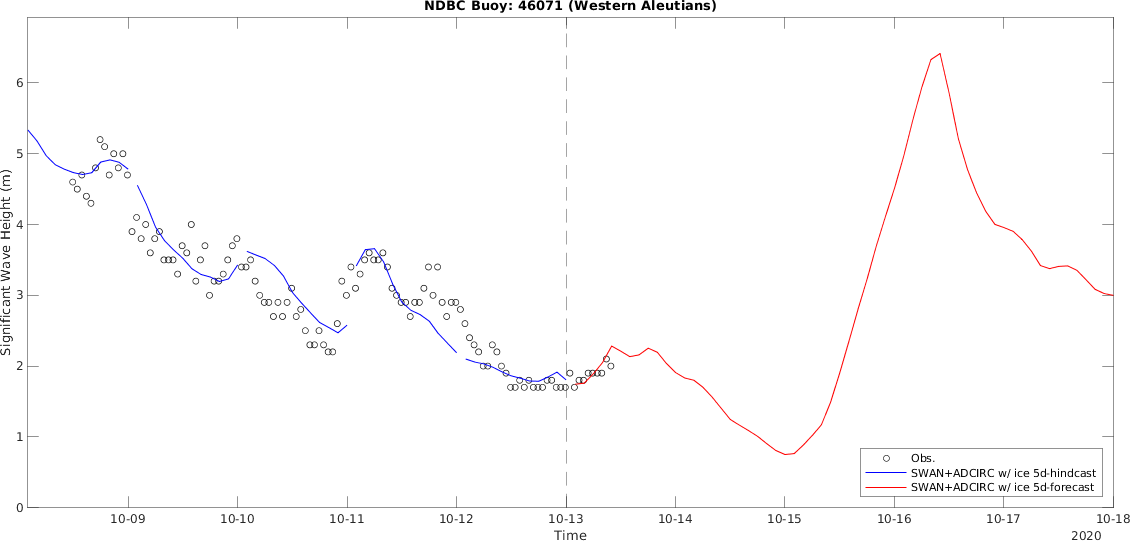 NDBC Buoy: 46071 (Western Aleutians)
Significant Wave Height (m)
6
5
4
3
2
1
0
10-09 10-10 10-11 10-12 10-13 10-14 10-15 10-16 10-17 10-18
Time
2020
Obs.
SWAN+ADCIRC w/ ice 5d-hindcast
SWAN+ADCIRC w/ ice 5d-forecast